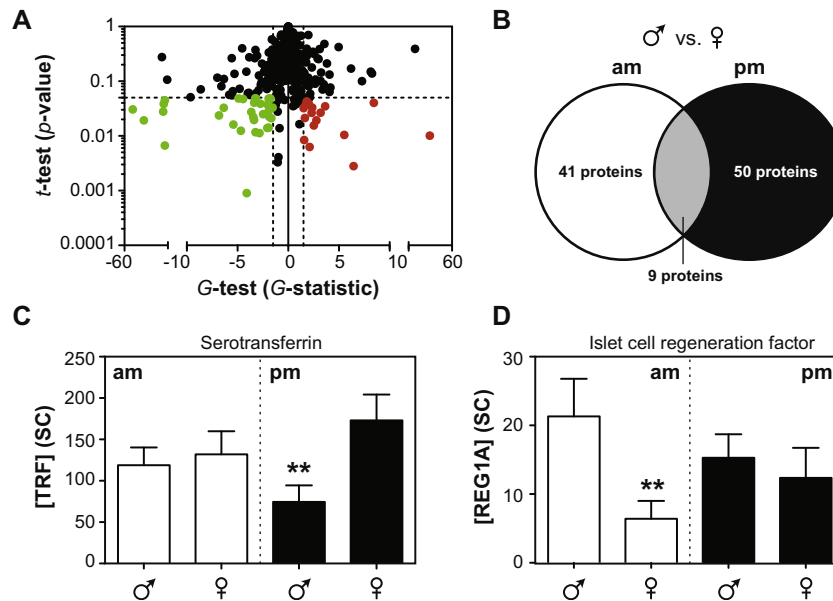 A
1
0.1
0.01
0.001
0.0001
t-test (p-value)
-60 -10 -5 0 5 10 60
G-test (G-statistic)
B
♂ vs. ♀
am pm
41 proteins 50 proteins
9 proteins
C
Serotransferrin
250
200
150
100
50
0
[TRF] (SC)
am pm
**
♂ ♀ ♂ ♀
D
Islet cell regeneration factor
30
20
10
0
[REG1A] (SC)
am pm
**
♂ ♀ ♂ ♀